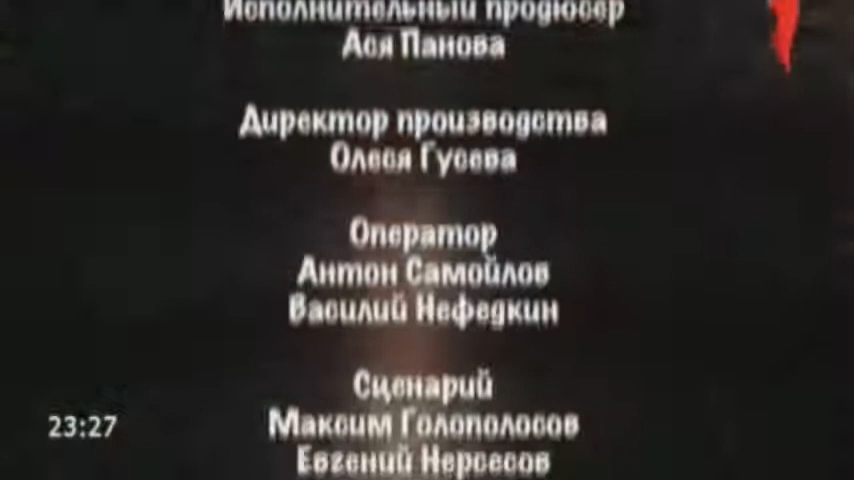 Исполнительный продюсер
Ася Панова
Директор производства
Олеся Гусева
Оператор
Антон Самойлов
Василий Нефедкин
Сценарий
Максим Голополосов
Евгений Нерсесов
23:27